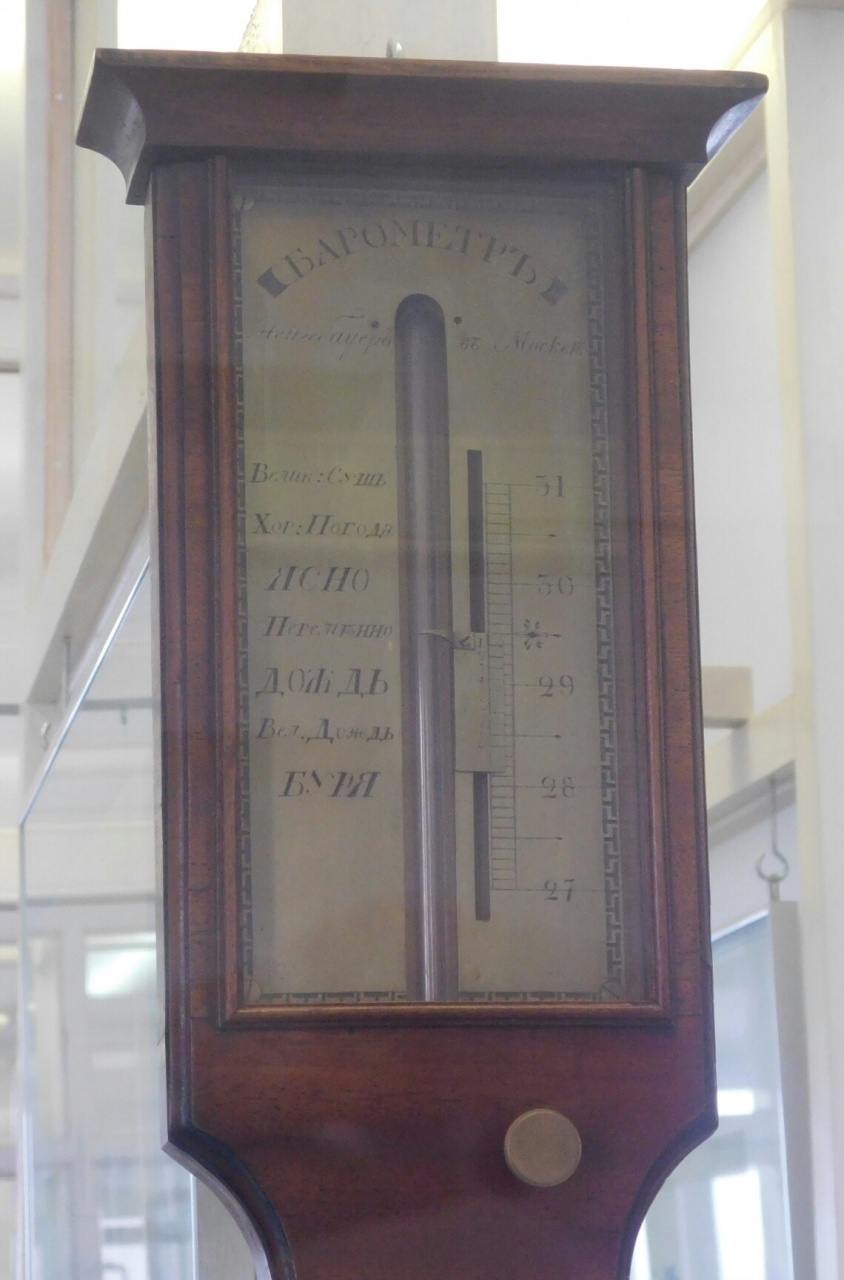 БАРОМЕТРЪ
въ Москвѣ
Велик: Сушь 31
Хор: Погода
ЯСНО 30
Перемѣнно
ДОЖДЬ 29
Вел. Дождь
БУРЯ 28
27